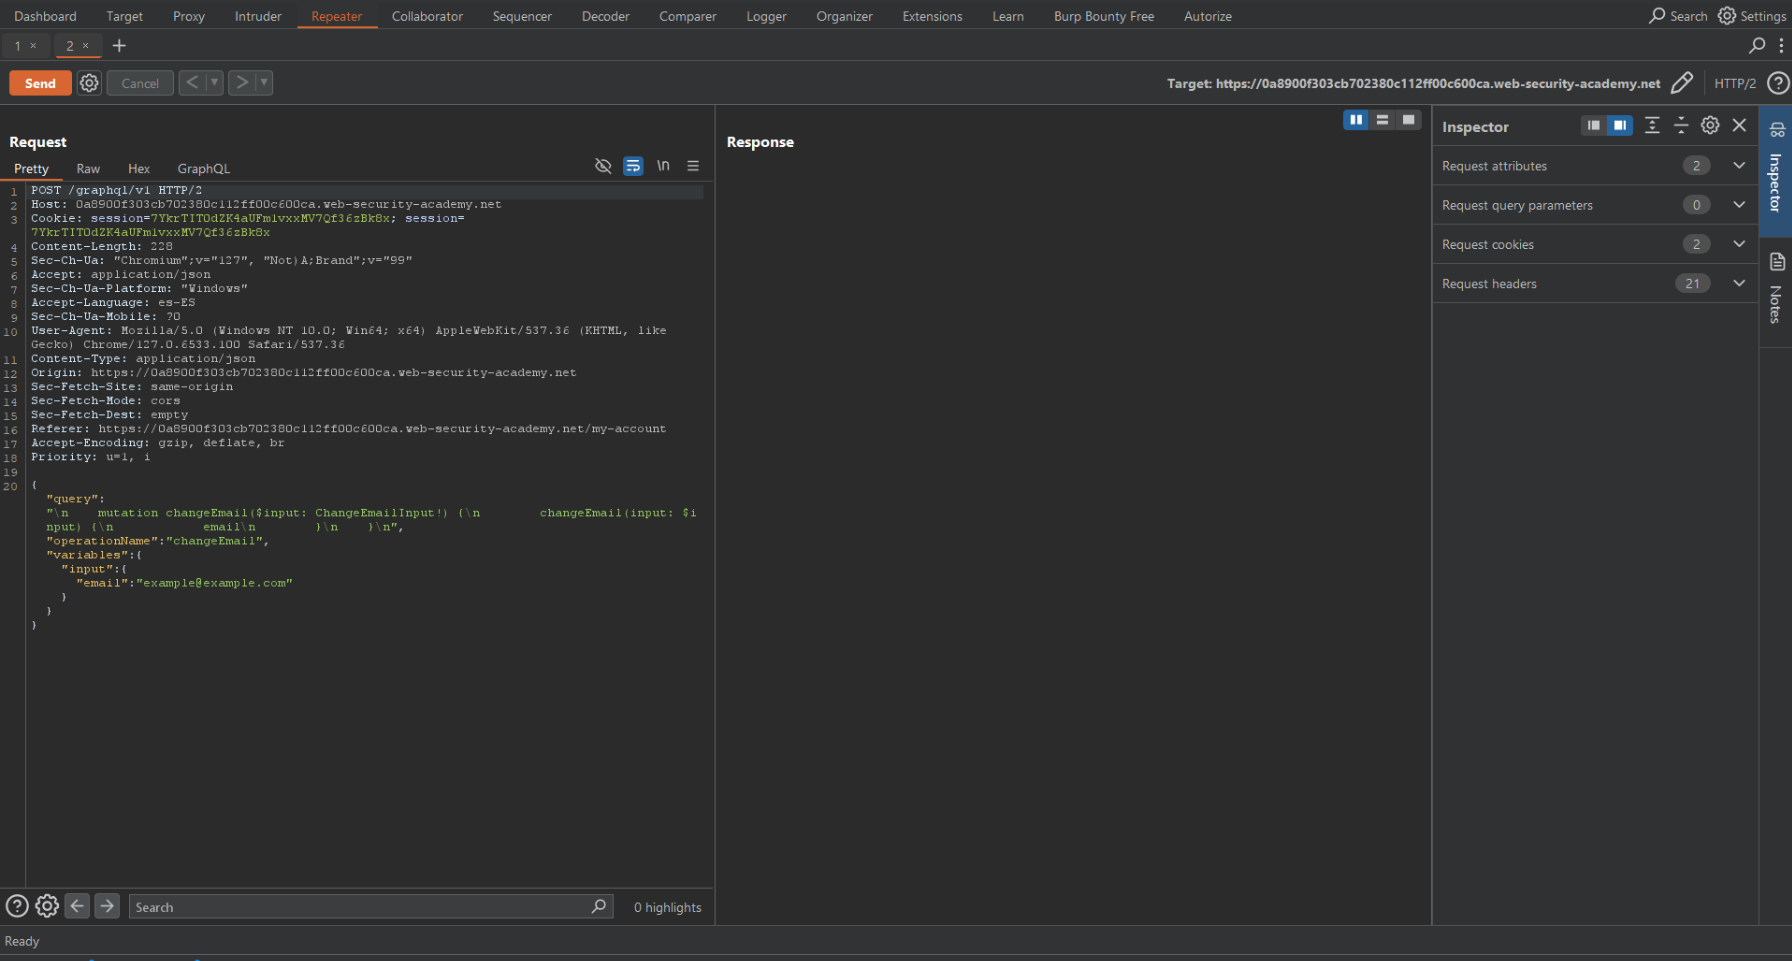 Dashboard Target Proxy Intruder Repeater Collaborator Sequencer Decoder Comparer Logger Organizer Extensions Learn Burp Bounty Free Autorize Search Settings
1 × 2 × +
Send Cancel < > Target: https://0a8900f303cb702380c112ff00c600ca.web-security-academy.net HTTP/2 ?
Request
Pretty Raw Hex GraphQL \n
1 POST /graphql/v1 HTTP/2
2 Host: 0a8900f303cb702380c112ff00c600ca.web-security-academy.net
3 Cookie: session=7YkrTITOdZK4aUFmlvxxMV7Qf36zBk8x; session=
7YkrTITOdZK4aUFmlvxxMV7Qf36zBk8x
4 Content-Length: 228
5 Sec-Ch-Ua: "Chromium";v="127", "Not)A;Brand";v="99"
6 Accept: application/json
7 Sec-Ch-Ua-Platform: "Windows"
8 Accept-Language: es-ES
9 Sec-Ch-Ua-Mobile: ?0
10 User-Agent: Mozilla/5.0 (Windows NT 10.0; Win64; x64) AppleWebKit/537.36 (KHTML, like
Gecko) Chrome/127.0.6533.100 Safari/537.36
11 Content-Type: application/json
12 Origin: https://0a8900f303cb702380c112ff00c600ca.web-security-academy.net
13 Sec-Fetch-Site: same-origin
14 Sec-Fetch-Mode: cors
15 Sec-Fetch-Dest: empty
16 Referer: https://0a8900f303cb702380c112ff00c600ca.web-security-academy.net/my-account
17 Accept-Encoding: gzip, deflate, br
18 Priority: u=1, i
19
20 {
"query":
"\n    mutation changeEmail($input: ChangeEmailInput!) {\n        changeEmail(input: $i
nput) {\n            email\n        }\n    }\n",
"operationName":"changeEmail",
"variables":{
"input":{
"email":"example@example.com"
}
}
}
Search 0 highlights
Ready
Response
Inspector
Request attributes 2
Request query parameters 0
Request cookies 2
Request headers 21
Inspector
Notes